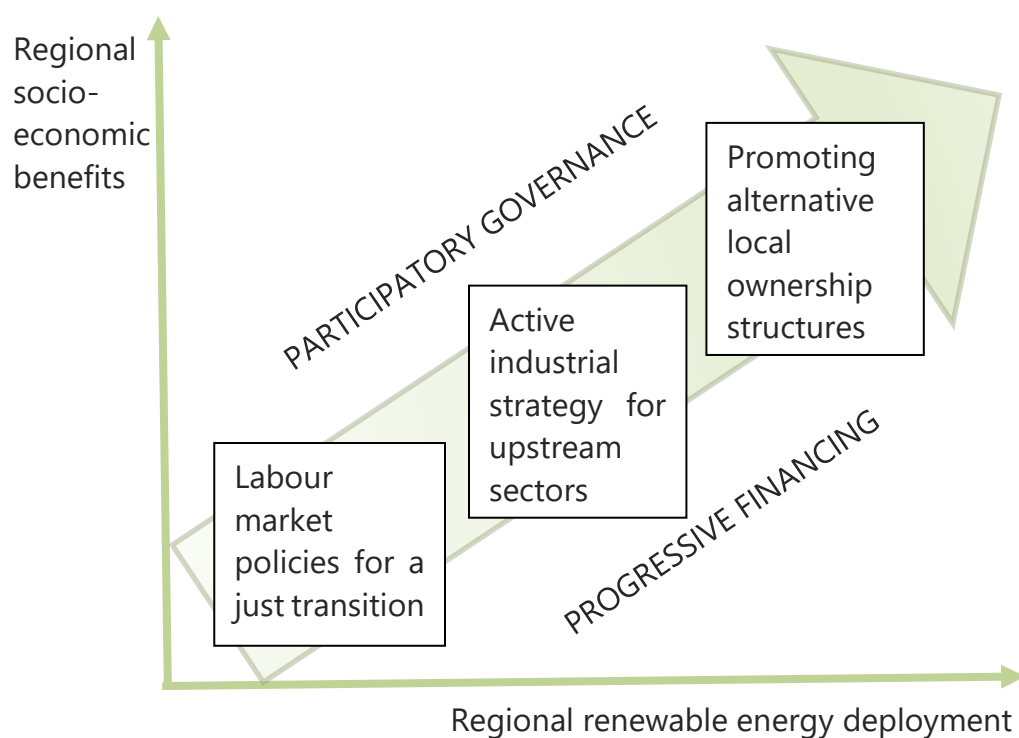 Regional
socio-
economic
benefits
PARTICIPATORY GOVERNANCE
Promoting
alternative
local
ownership
structures
Active
industrial
strategy for
upstream
sectors
Labour
market
policies for a
just transition
PROGRESSIVE FINANCING
Regional renewable energy deployment